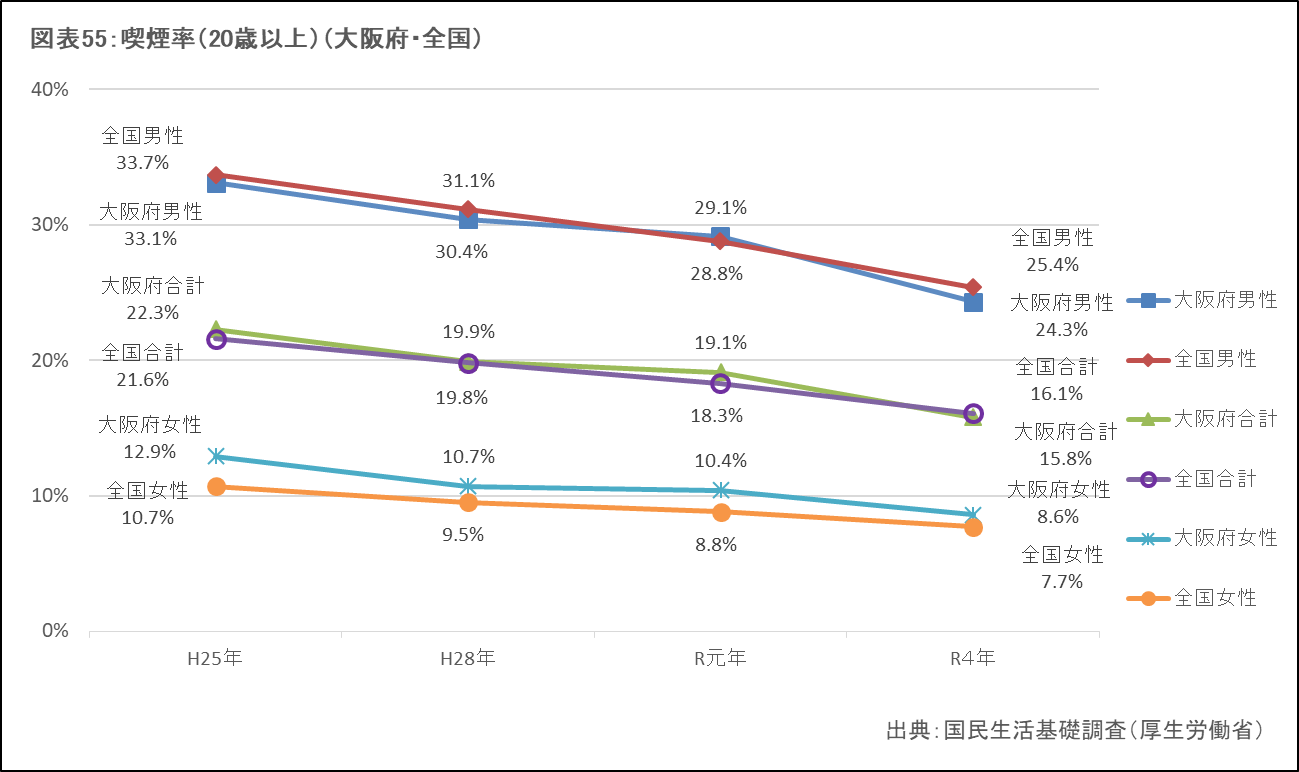 図表55：喫煙率（20歳以上）（大阪府・全国）
40%
30%
20%
10%
0%
全国男性
33.7%
大阪府男性
33.1%
大阪府合計
22.3%
全国合計
21.6%
大阪府女性
12.9%
全国女性
10.7%
31.1%
30.4%
19.9%
19.8%
10.7%
9.5%
29.1%
28.8%
19.1%
18.3%
10.4%
8.8%
全国男性
25.4%
大阪府男性
24.3%
全国合計
16.1%
大阪府合計
15.8%
大阪府女性
8.6%
全国女性
7.7%
H25年
H28年
R元年
R４年
大阪府男性
全国男性
大阪府合計
全国合計
大阪府女性
全国女性
出典：国民生活基礎調査（厚生労働省）